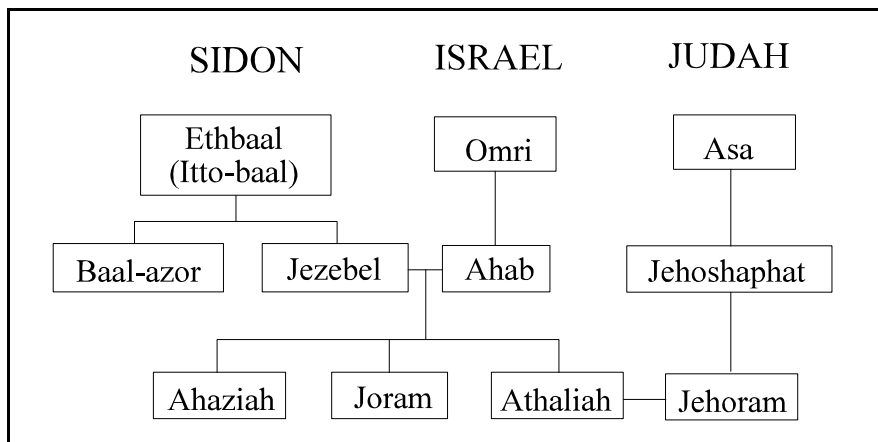 SIDON ISRAEL JUDAH
Ethbaal
(Itto-baal)
Omri
Asa
Baal-azor
Jezebel
Ahab
Jehoshaphat
Ahaziah
Joram
Athaliah
Jehoram